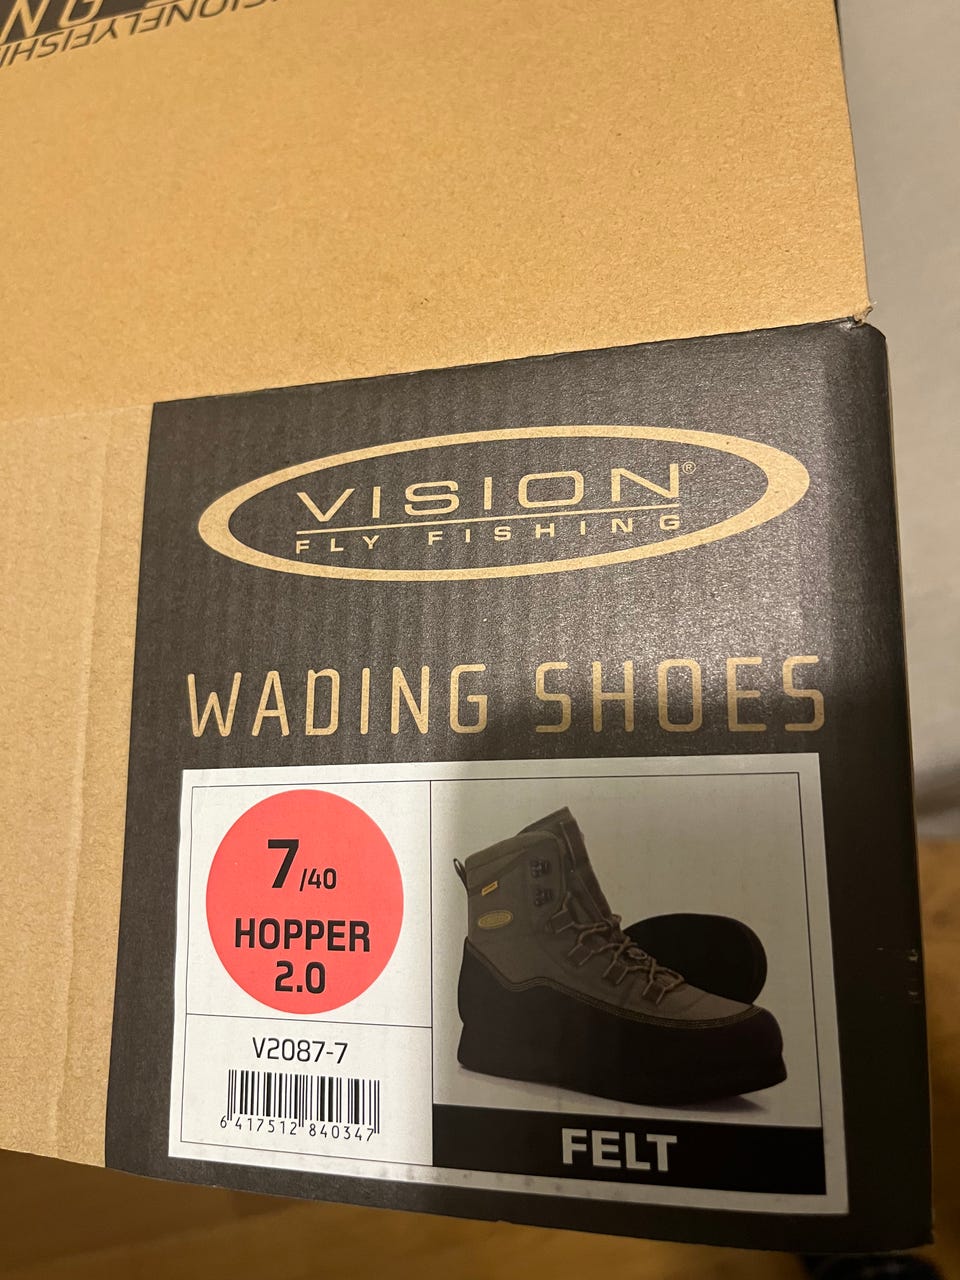 VISION®
FLY FISHING
WADING SHOES
7/40
HOPPER
2.0
V2087-7
6 417512 840347
FELT